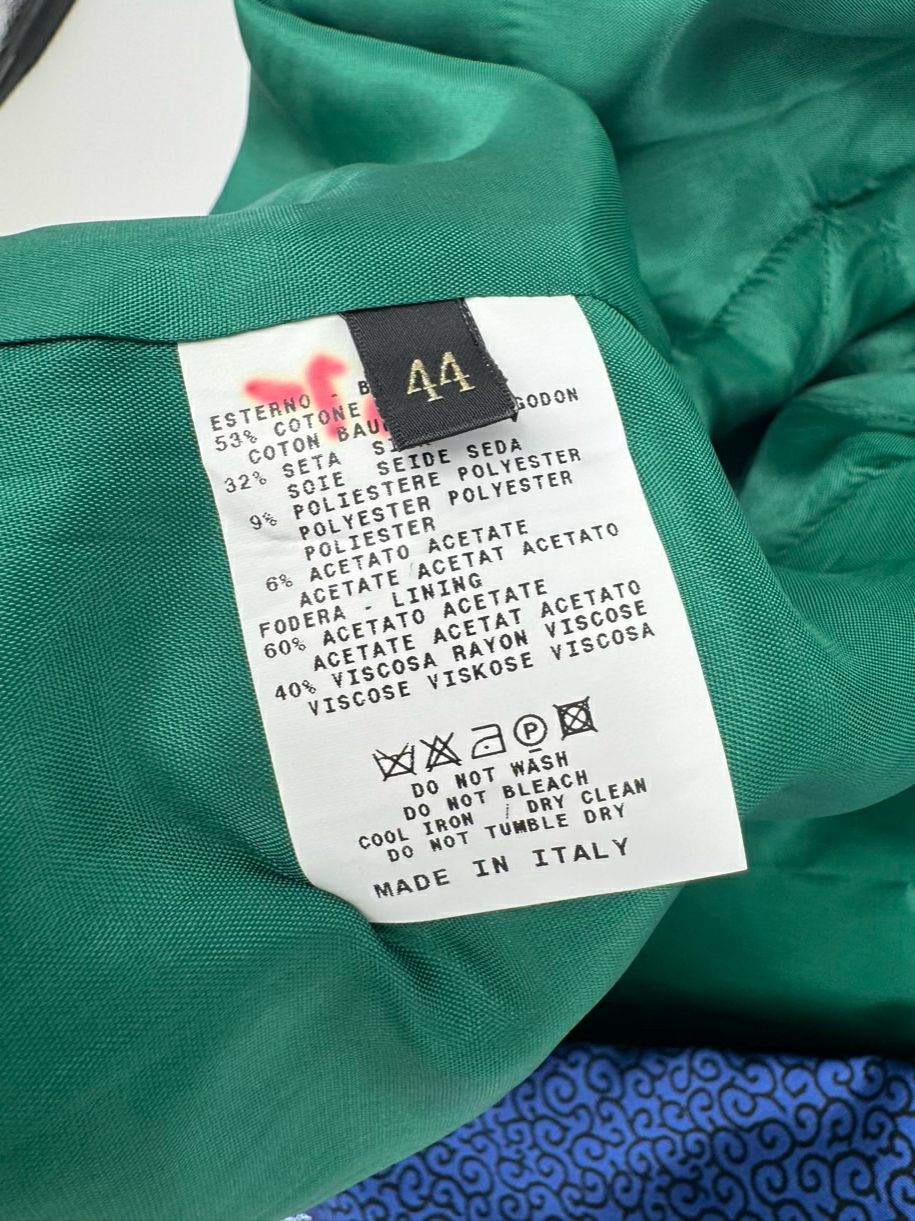 44
ESTERNO - B
53% COTONE GODON
COTON BAU
32% SETA SI
SOIE SEIDE SEDA
9% POLIESTERE POLYESTER
POLYESTER POLYESTER
POLIESTER
6% ACETATO ACETATE
ACETATE ACETAT ACETATO
FODERA - LINING
60% ACETATO ACETATE
ACETATE ACETAT ACETATO
40% VISCOSA RAYON VISCOSE
VISCOSE VISKOSE VISCOSA
P
DO NOT WASH
DO NOT BLEACH
COOL IRON / DRY CLEAN
DO NOT TUMBLE DRY
MADE IN ITALY